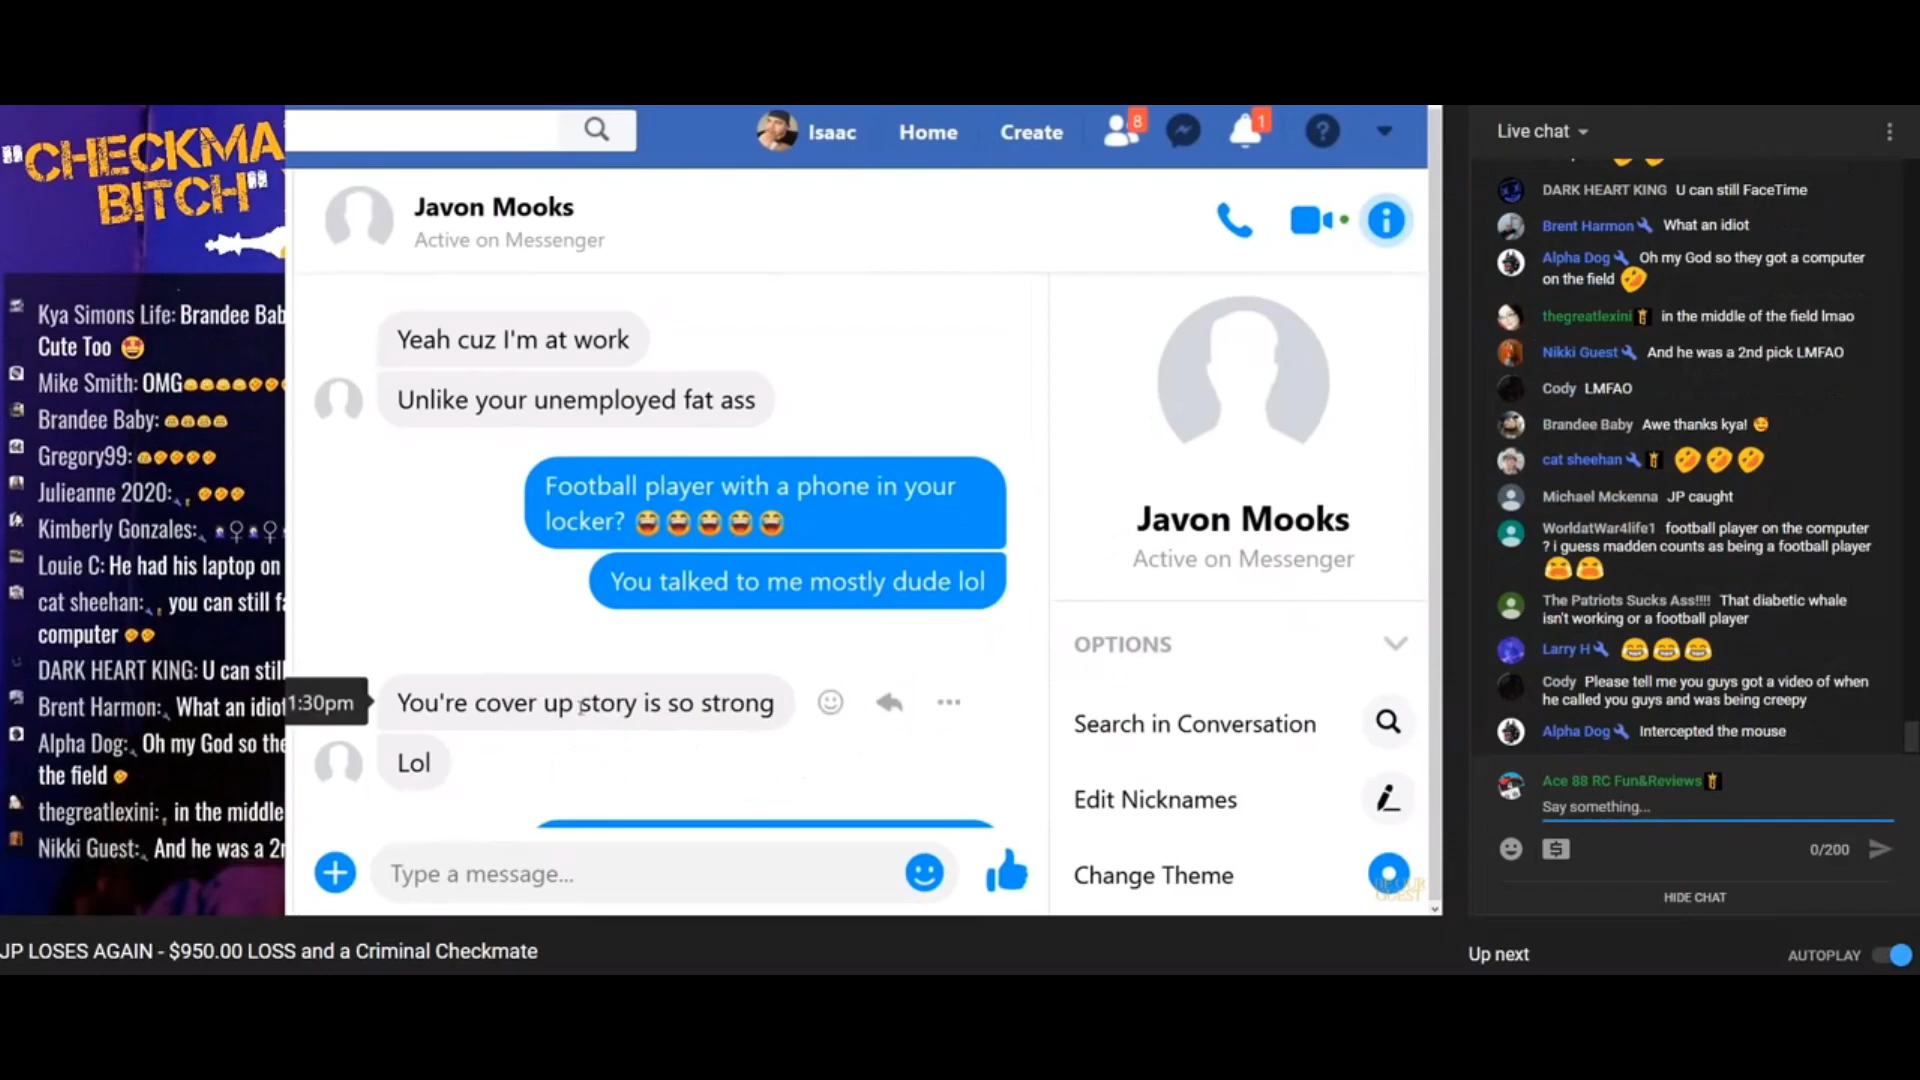 "CHECKMA
BITCH"
Kya Simons Life: Brandee Bab
Cute Too 🤩
Mike Smith: OMG
Brandee Baby:
Gregory99:
Julieanne 2020:
Kimberly Gonzales:
Louie C: He had his laptop on
cat sheehan: you can still fa
computer
DARK HEART KING: U can still
Brent Harmon: What an idiot
Alpha Dog: Oh my God so the
the field
thegreatlexini: in the middle
Nikki Guest: And he was a 2n
Isaac
Home
Create
8
1
?
Javon Mooks
Active on Messenger
Yeah cuz I'm at work
Unlike your unemployed fat ass
Football player with a phone in your
locker? 😂😂😂😂😂
You talked to me mostly dude lol
1:30pm
You're cover up story is so strong
Lol
Type a message...
Javon Mooks
Active on Messenger
OPTIONS
Search in Conversation
Edit Nicknames
Change Theme
BE OUR
GUEST
Live chat
DARK HEART KING U can still FaceTime
Brent Harmon What an idiot
Alpha Dog Oh my God so they got a computer
on the field 🤣
thegreatlexini in the middle of the field lmao
Nikki Guest And he was a 2nd pick LMFAO
Cody LMFAO
Brandee Baby Awe thanks kya! 🥰
cat sheehan 🤣🤣🤣
Michael Mckenna JP caught
WorldatWar4life1 football player on the computer
? i guess madden counts as being a football player
😫😫
The Patriots Sucks Ass!!!! That diabetic whale
isn't working or a football player
Larry H 😂😂😂
Cody Please tell me you guys got a video of when
he called you guys and was being creepy
Alpha Dog Intercepted the mouse
Ace 88 RC Fun&Reviews
Say something...
0/200
HIDE CHAT
JP LOSES AGAIN - $950.00 LOSS and a Criminal Checkmate
Up next
AUTOPLAY